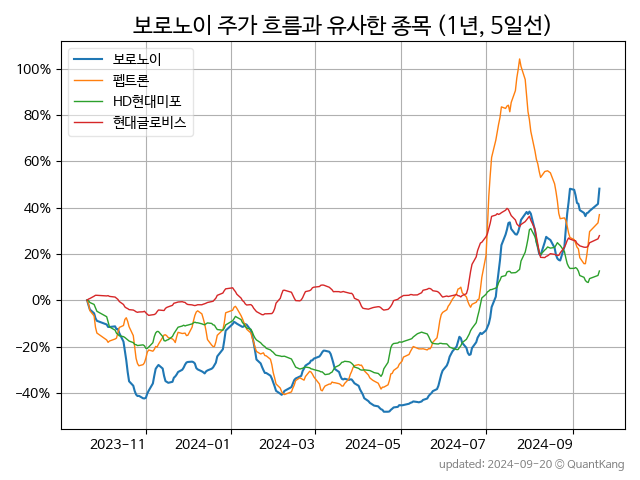 보로노이 주가 흐름과 유사한 종목 (1년, 5일선)
보로노이
펩트론
HD현대미포
현대글로비스
100%
80%
60%
40%
20%
0%
−20%
−40%
2023-11
2024-01
2024-03
2024-05
2024-07
2024-09
updated: 2024-09-20 © QuantKang